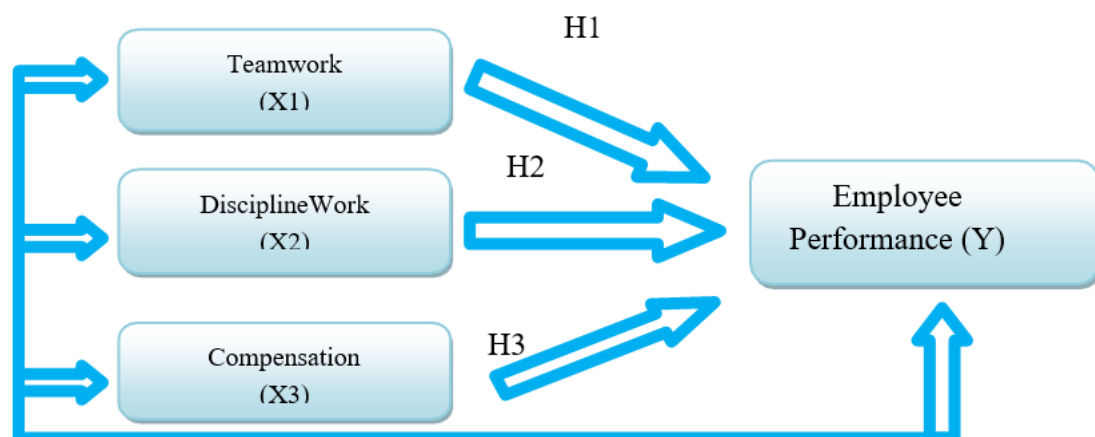 H1
Teamwork
(X1)
H2
DisciplineWork
(X2)
Employee
Performance (Y)
H3
Compensation
(X3)